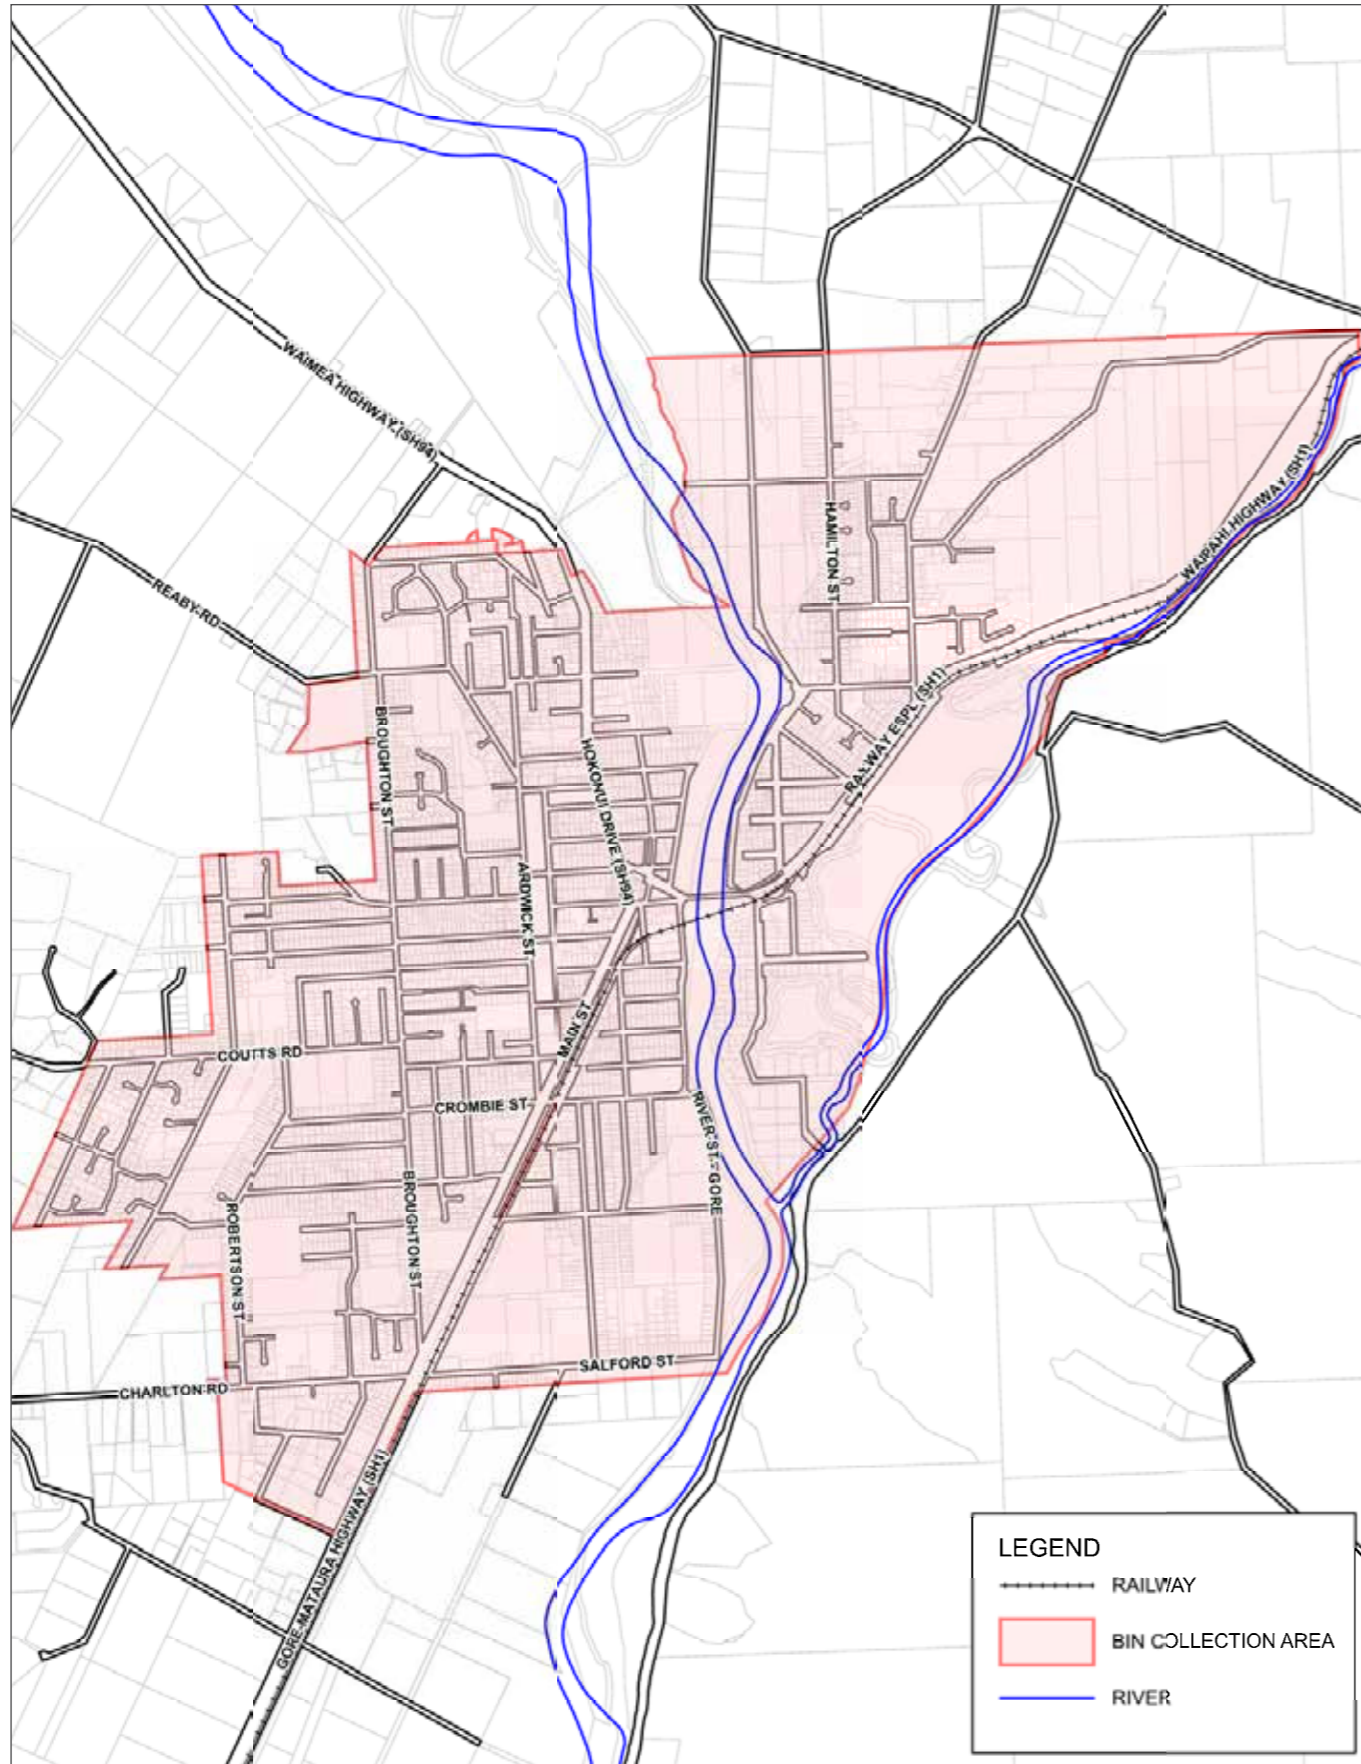 WAIMEA HIGHWAY (SH94)
REABY RD
HAMILTON ST
WAIPAHI HIGHWAY (SH1)
RAILWAY ESPL (SH1)
BROUGHTON ST
HOKONUI DRIVE (SH94)
ARDWICK ST
MAIN ST
COUTTS RD
CROMBIE ST
RIVER ST - GORE
BROUGHTON ST
ROBERTSON ST
SALFORD ST
CHARLTON RD
GORE-MATAURA HIGHWAY (SH1)
LEGEND
RAILWAY
BIN COLLECTION AREA
RIVER